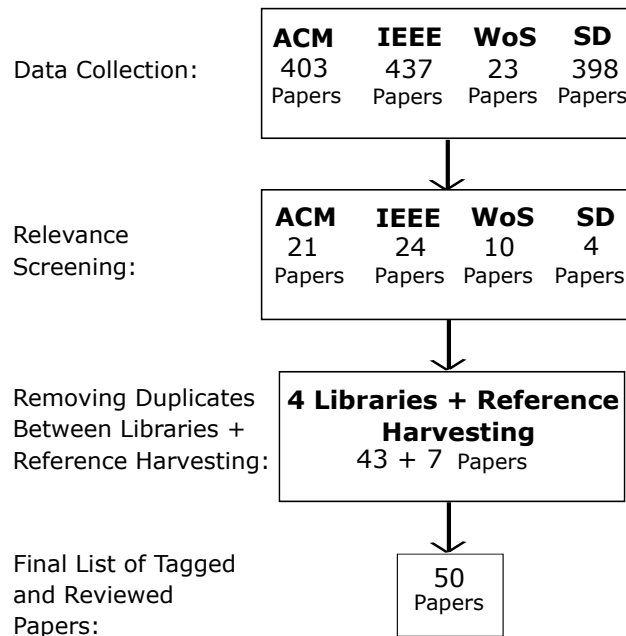 ACM IEEE WoS SD
Data Collection: 403 437 23 398
Papers Papers Papers Papers
ACM IEEE WoS SD
Relevance 21 24 10 4
Screening: Papers Papers Papers Papers
Removing Duplicates
Between Libraries +
Reference Harvesting:
4 Libraries + Reference
Harvesting
43 + 7 Papers
Final List of Tagged
and Reviewed
Papers:
50
Papers